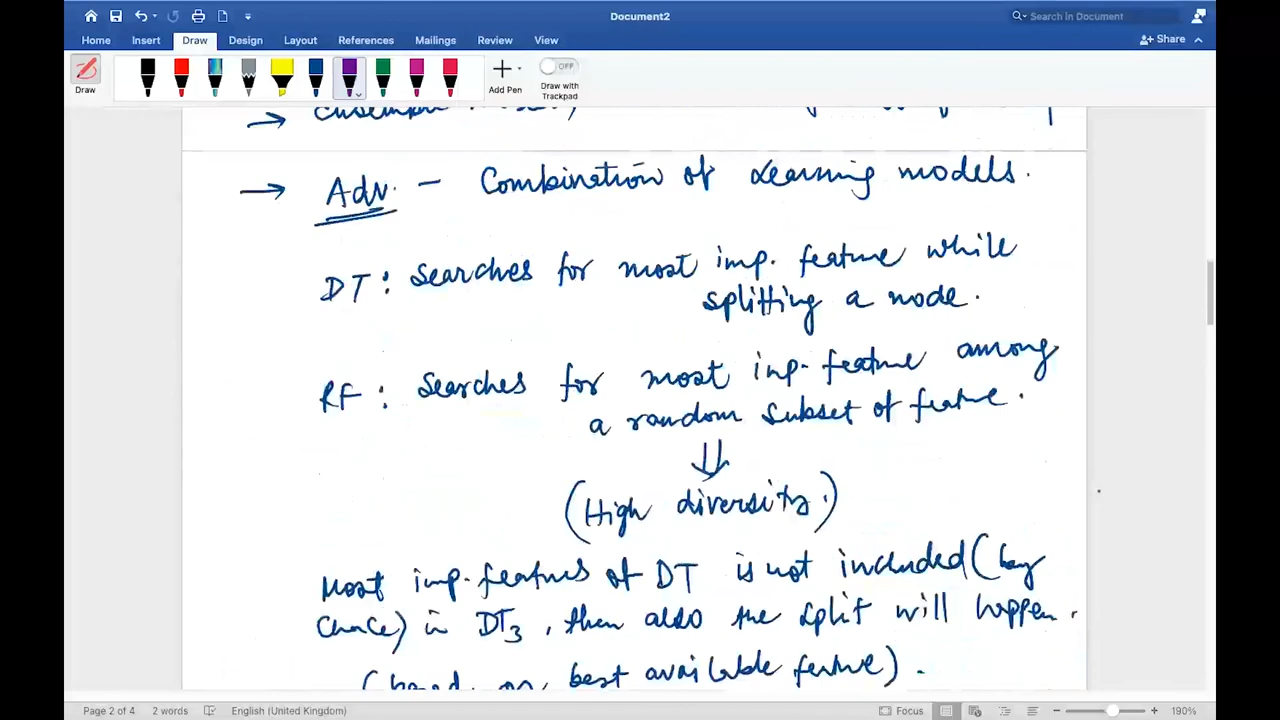 Document2
Search in Document
Home Insert Draw Design Layout References Mailings Review View
Share
Draw
Add Pen
OFF
Draw with
Trackpad
→
→ Adv. - Combination of Learning models.
DT : Searches for most imp. feature while
splitting a node.
RF : Searches for most imp. feature among
a random subset of feature.
⇓
(High diversity.)
Most imp. features of DT is not included (by
chance) in DT3, then also the split will happen.
(based on best available feature).
Page 2 of 4 2 words English (United Kingdom) Focus 190%